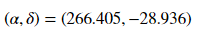 (α, δ) = (266.405, −28.936)